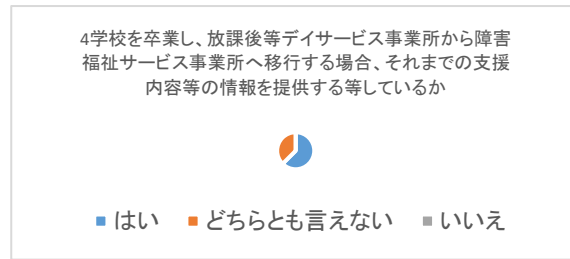 4学校を卒業し、放課後等デイサービス事業所から障害
福祉サービス事業所へ移行する場合、それまでの支援
内容等の情報を提供する等しているか
はい どちらとも言えない いいえ